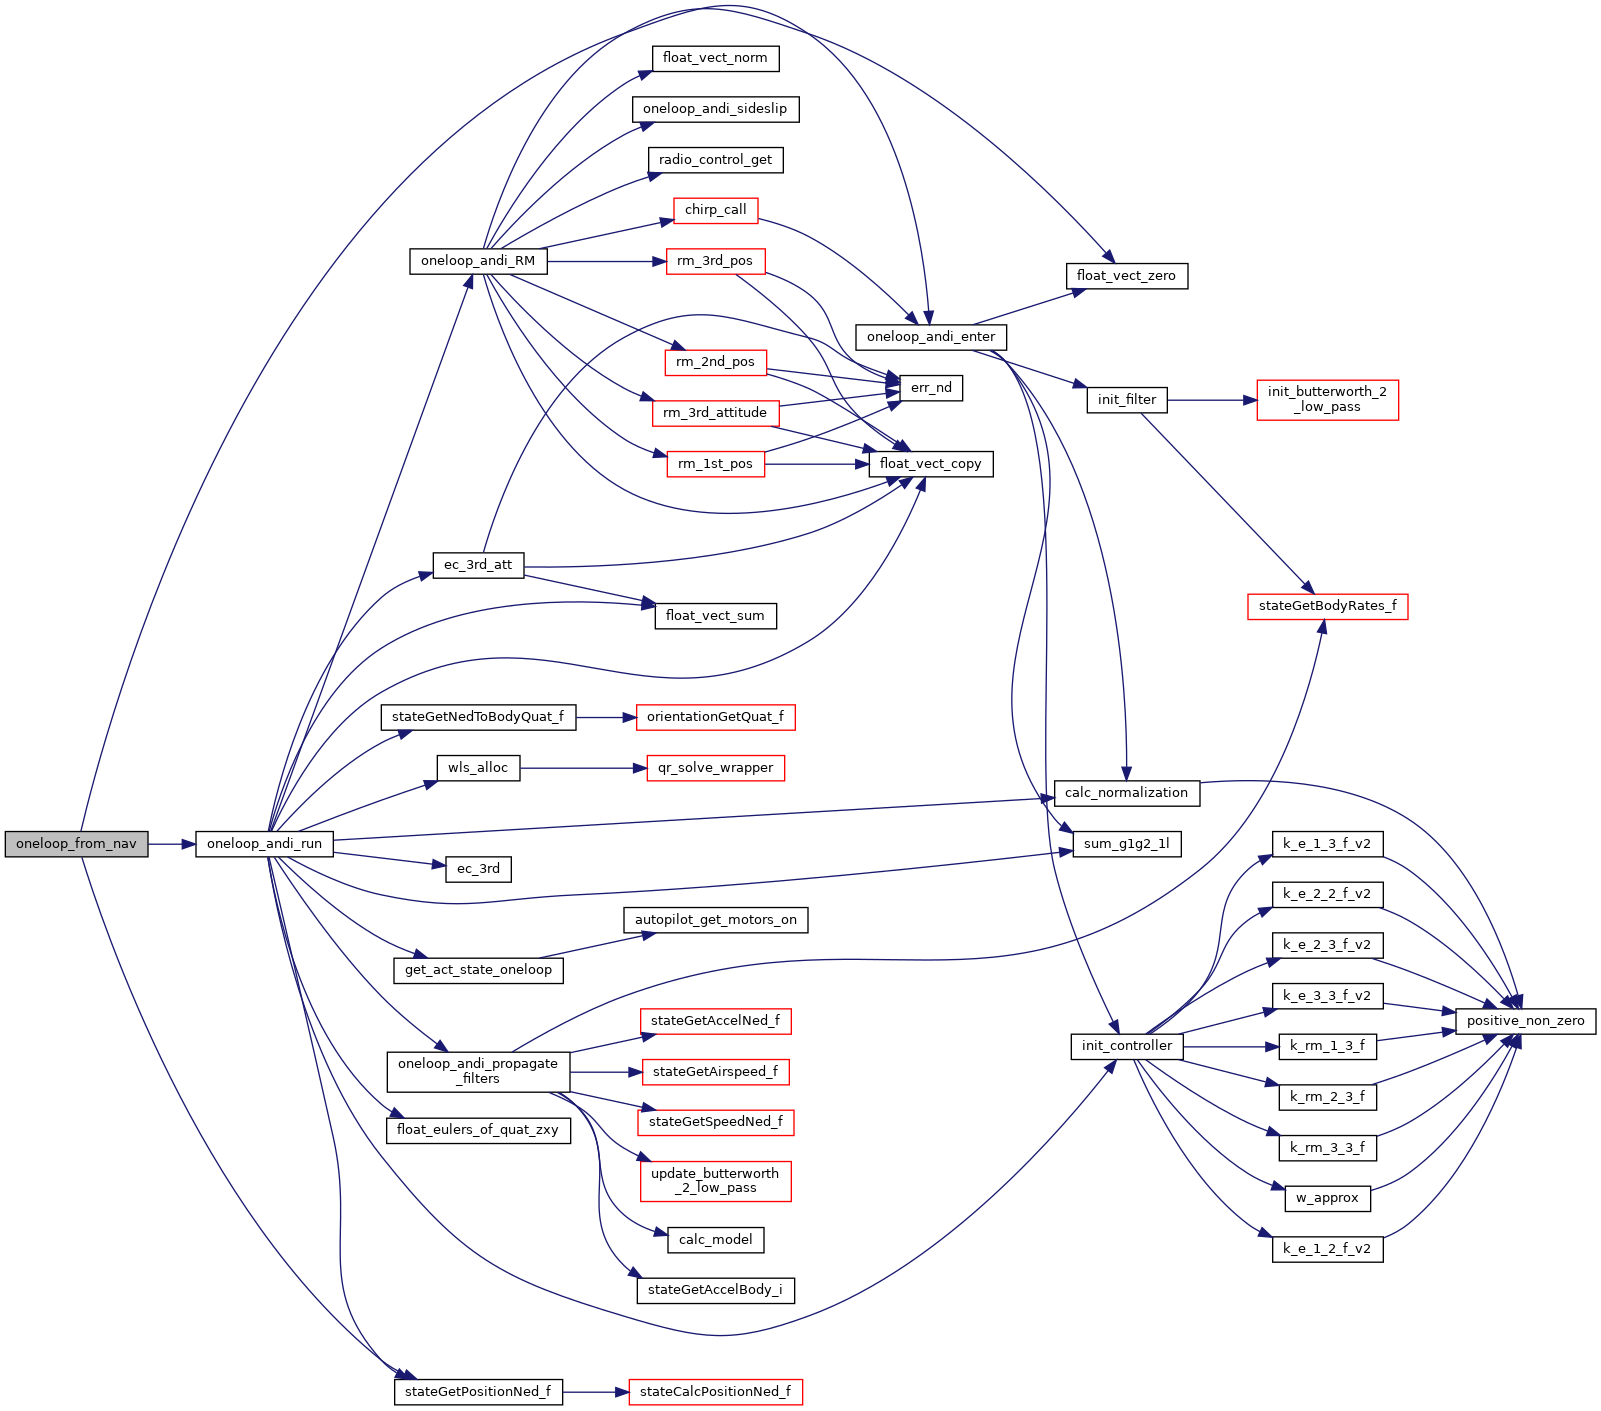 float_vect_norm
oneloop_andi_sideslip
radio_control_get
chirp_call
oneloop_andi_RM
rm_3rd_pos
float_vect_zero
oneloop_andi_enter
rm_2nd_pos
err_nd
init_filter
init_butterworth_2
_low_pass
rm_3rd_attitude
rm_1st_pos
float_vect_copy
ec_3rd_att
stateGetBodyRates_f
float_vect_sum
stateGetNedToBodyQuat_f
orientationGetQuat_f
wls_alloc
qr_solve_wrapper
calc_normalization
oneloop_from_nav
oneloop_andi_run
sum_g1g2_1l
k_e_1_3_f_v2
ec_3rd
k_e_2_2_f_v2
autopilot_get_motors_on
k_e_2_3_f_v2
get_act_state_oneloop
k_e_3_3_f_v2
stateGetAccelNed_f
positive_non_zero
init_controller
k_rm_1_3_f
oneloop_andi_propagate
_filters
stateGetAirspeed_f
k_rm_2_3_f
stateGetSpeedNed_f
float_eulers_of_quat_zxy
k_rm_3_3_f
update_butterworth
_2_low_pass
w_approx
calc_model
k_e_1_2_f_v2
stateGetAccelBody_i
stateGetPositionNed_f
stateCalcPositionNed_f